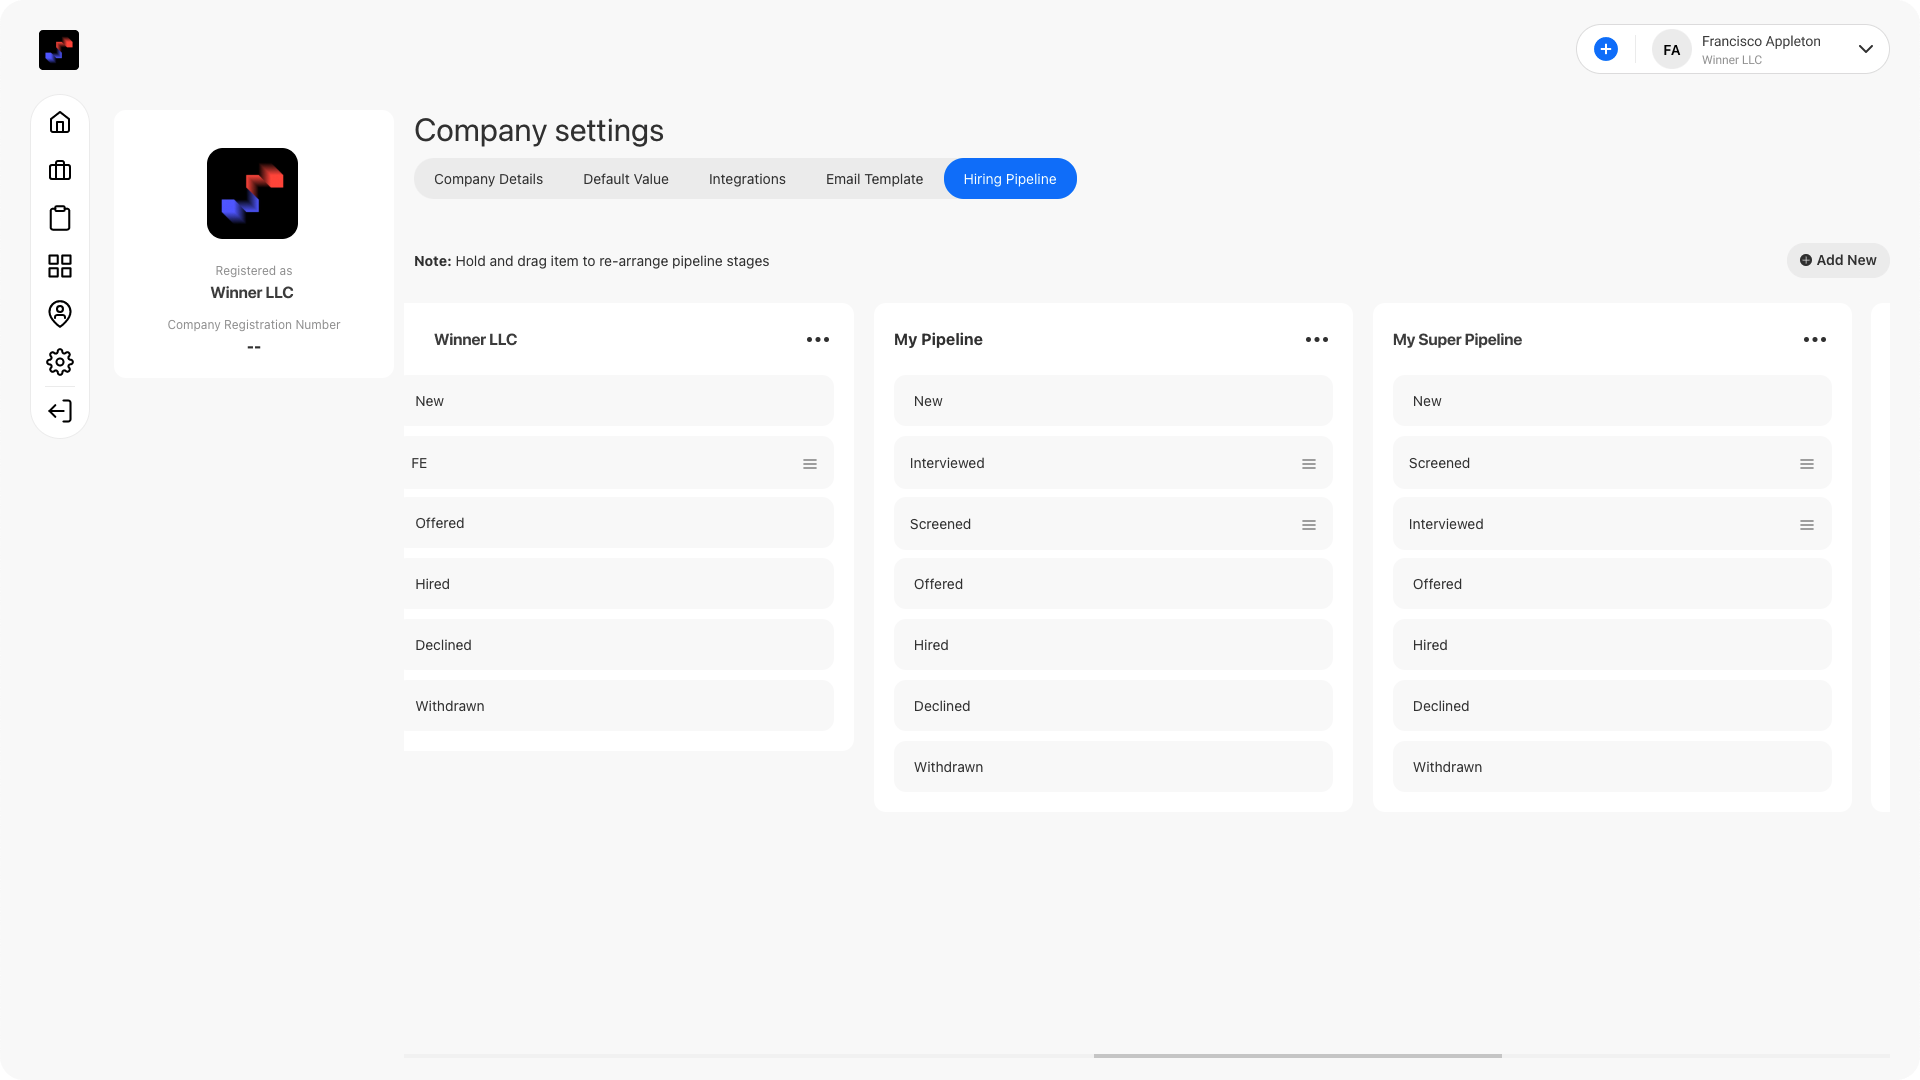 FA
Francisco Appleton
Winner LLC
Registered as
Winner LLC
Company Registration Number
--
Company settings
Company Details
Default Value
Integrations
Email Template
Hiring Pipeline
Note: Hold and drag item to re-arrange pipeline stages
Add New
Winner LLC
New
FE
Offered
Hired
Declined
Withdrawn
My Pipeline
New
Interviewed
Screened
Offered
Hired
Declined
Withdrawn
My Super Pipeline
New
Screened
Interviewed
Offered
Hired
Declined
Withdrawn